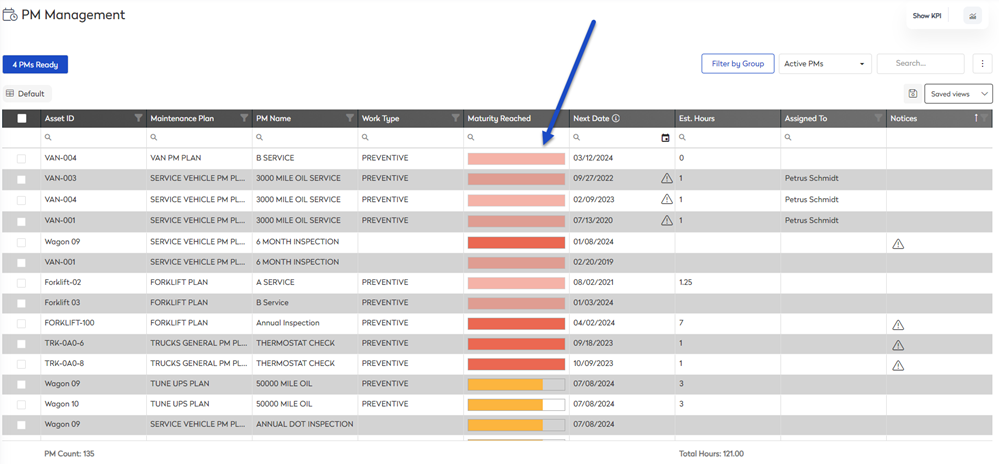 PM Management
Show KPI
4 PMs Ready
Filter by Group
Active PMs
Search...
Default
Saved views
Asset ID Maintenance Plan PM Name Work Type Maturity Reached Next Date Est. Hours Assigned To Notices
VAN-004 VAN PM PLAN B SERVICE PREVENTIVE 03/12/2024 0
VAN-003 SERVICE VEHICLE PM PL... 3000 MILE OIL SERVICE PREVENTIVE 09/27/2022 1 Petrus Schmidt
VAN-004 SERVICE VEHICLE PM PL... 3000 MILE OIL SERVICE PREVENTIVE 02/09/2023 1 Petrus Schmidt
VAN-001 SERVICE VEHICLE PM PL... 3000 MILE OIL SERVICE PREVENTIVE 07/13/2020 1 Petrus Schmidt
Wagon 09 SERVICE VEHICLE PM PL... 6 MONTH INSPECTION 01/08/2024
VAN-001 SERVICE VEHICLE PM PL... 6 MONTH INSPECTION 02/20/2019
Forklift-02 FORKLIFT PLAN A SERVICE PREVENTIVE 08/02/2021 1.25
Forklift 03 FORKLIFT PLAN B Service PREVENTIVE 01/03/2024
FORKLIFT-100 FORKLIFT PLAN Annual Inspection PREVENTIVE 04/02/2024 7
TRK-0A0-6 TRUCKS GENERAL PM PL... THERMOSTAT CHECK PREVENTIVE 09/18/2023 1
TRK-0A0-8 TRUCKS GENERAL PM PL... THERMOSTAT CHECK PREVENTIVE 10/09/2023 1
Wagon 09 TUNE UPS PLAN 50000 MILE OIL PREVENTIVE 07/08/2024 3
Wagon 10 TUNE UPS PLAN 50000 MILE OIL PREVENTIVE 07/08/2024 3
Wagon 09 SERVICE VEHICLE PM PL... ANNUAL DOT INSPECTION 07/08/2024
PM Count: 135 Total Hours: 121.00